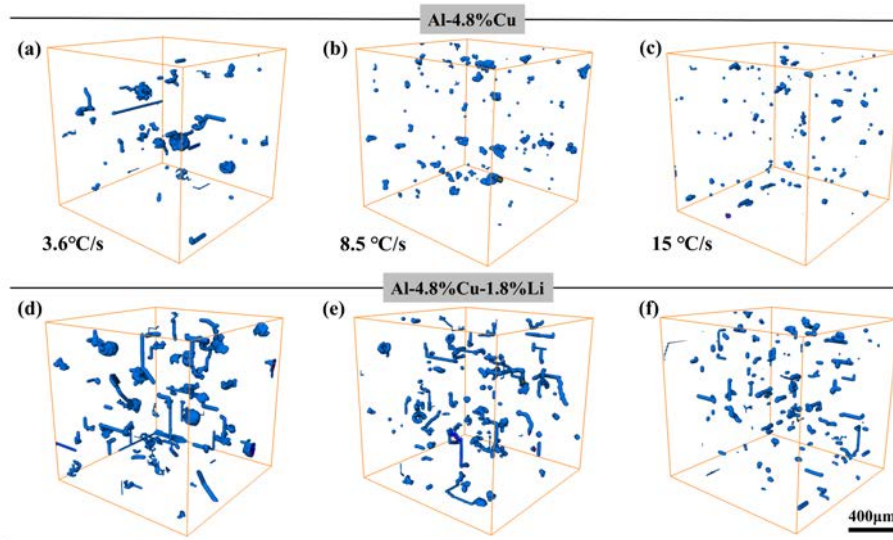 Al-4.8%Cu
(a)
(b)
(c)
3.6°C/s
8.5 °C/s
15 °C/s
Al-4.8%Cu-1.8%Li
(d)
(e)
(f)
400μm